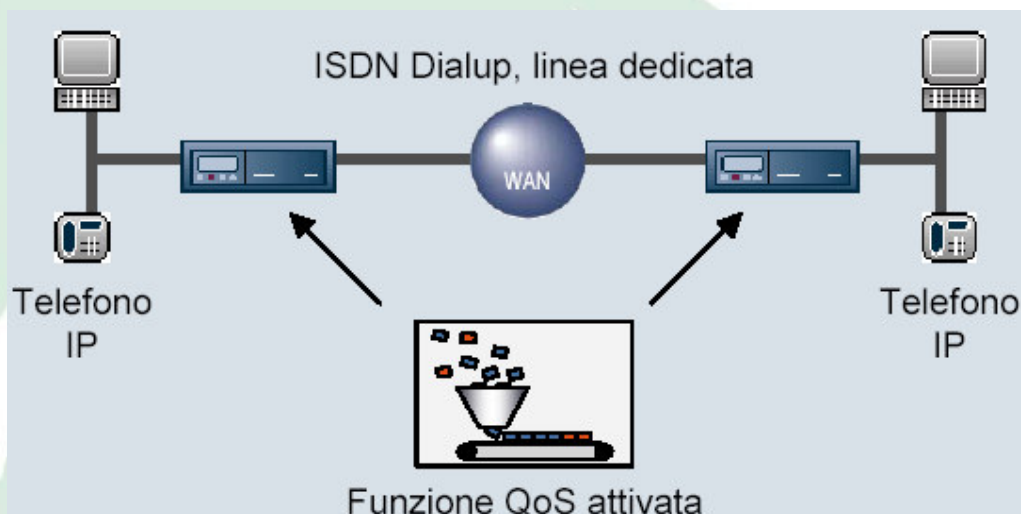 ISDN Dialup, linea dedicata
WAN
Telefono
IP
Telefono
IP
Funzione QoS attivata